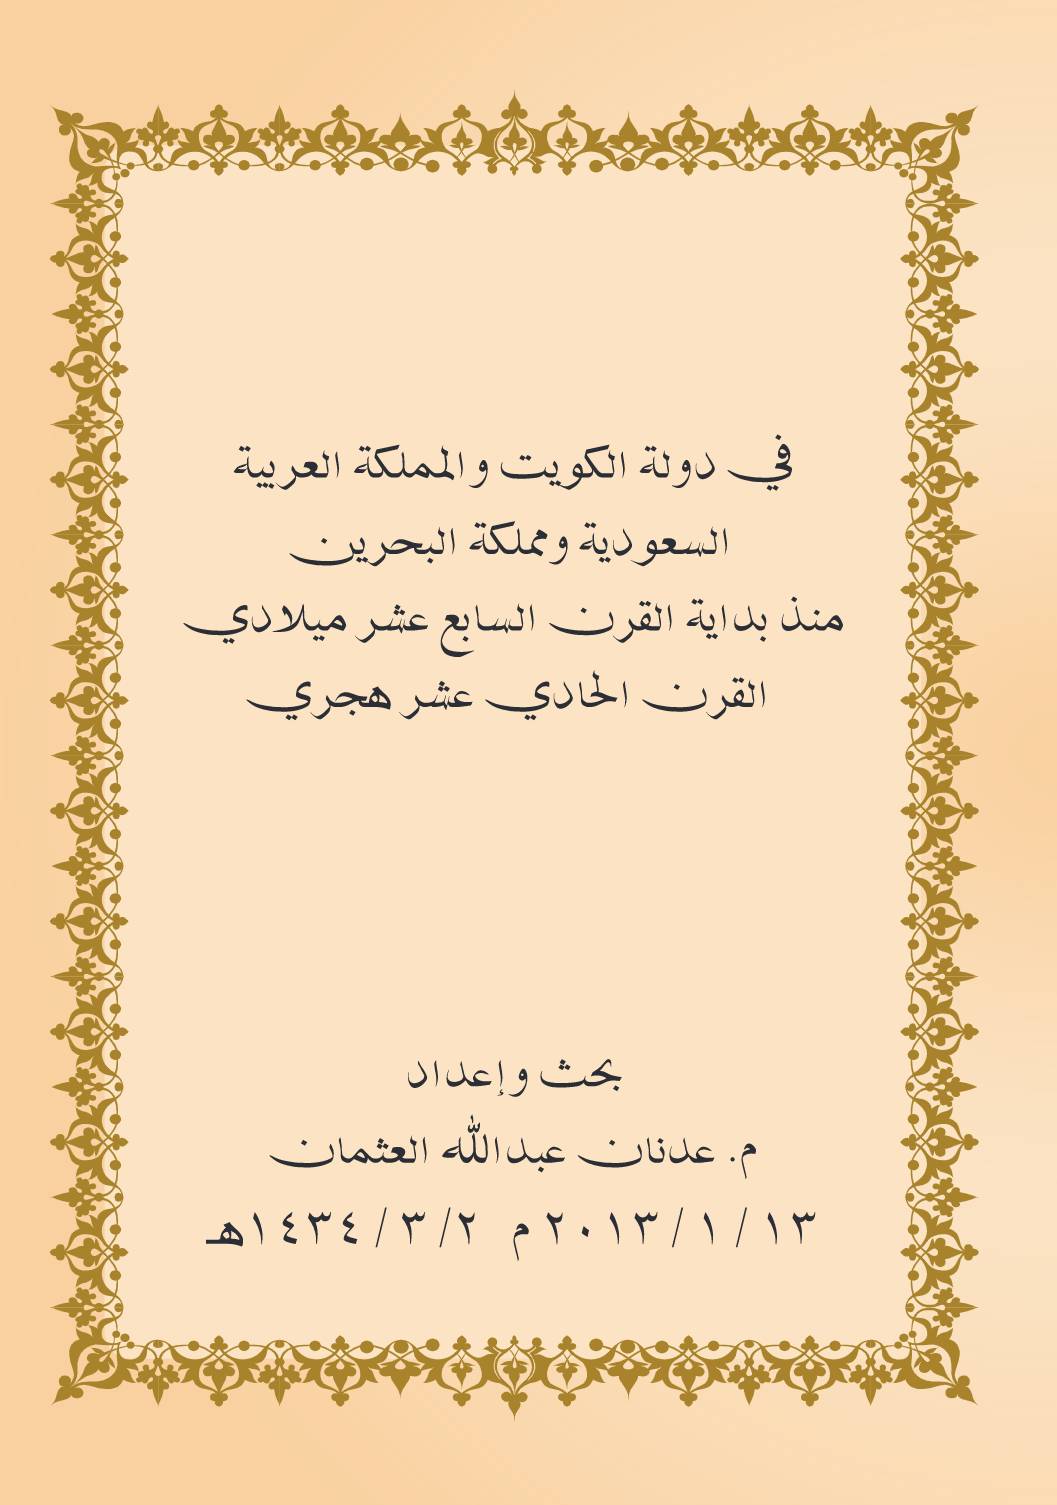 في دولة الكويت والمملكة العربية
السعودية ومملكة البحرين
منذ بداية القرن السابع عشر ميلادي
القرن الحادي عشر هجري
بحث وإعداد
م. عدنان عبدالله العثمان
١٣ / ١ / ٢٠١٣ م ٢ / ٣ / ١٤٣٤هـ